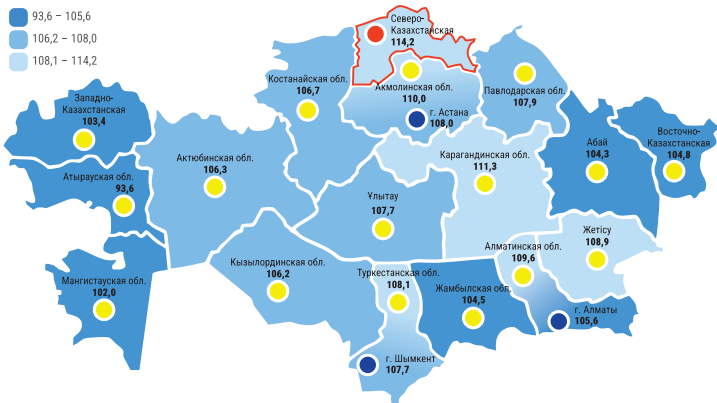 93,6 – 105,6
106,2 – 108,0
108,1 – 114,2
Северо-
Казахстанская
114,2
Костанайская обл.
106,7
Акмолинская обл.
110,0
г. Астана
108,0
Павлодарская обл.
107,9
Западно-
Казахстанская
103,4
Актюбинская обл.
106,3
Атырауская обл.
93,6
Карагандинская обл.
111,3
Абай
104,3
Восточно-
Казахстанская
104,8
Ұлытау
107,7
Жетісу
108,9
Алматинская обл.
109,6
Кызылординская обл.
106,2
Туркестанская обл.
108,1
Мангистауская обл.
102,0
Жамбылская обл.
104,5
г. Алматы
105,6
г. Шымкент
107,7